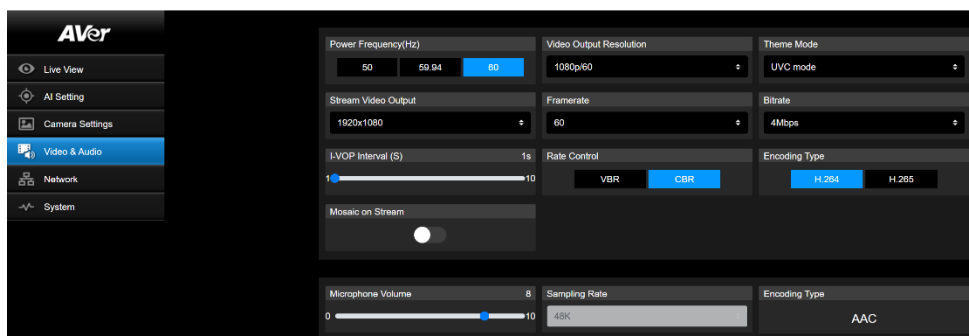 AVer
Live View
AI Setting
Camera Settings
Video & Audio
Network
System
Power Frequency(Hz)
50 59.94 60
Video Output Resolution
1080p/60
Theme Mode
UVC mode
Stream Video Output
1920x1080
Framerate
60
Bitrate
4Mbps
I-VOP Interval (S) 1s
1 10
Rate Control
VBR CBR
Encoding Type
H.264 H.265
Mosaic on Stream
Microphone Volume 8
0 10
Sampling Rate
48K
Encoding Type
AAC